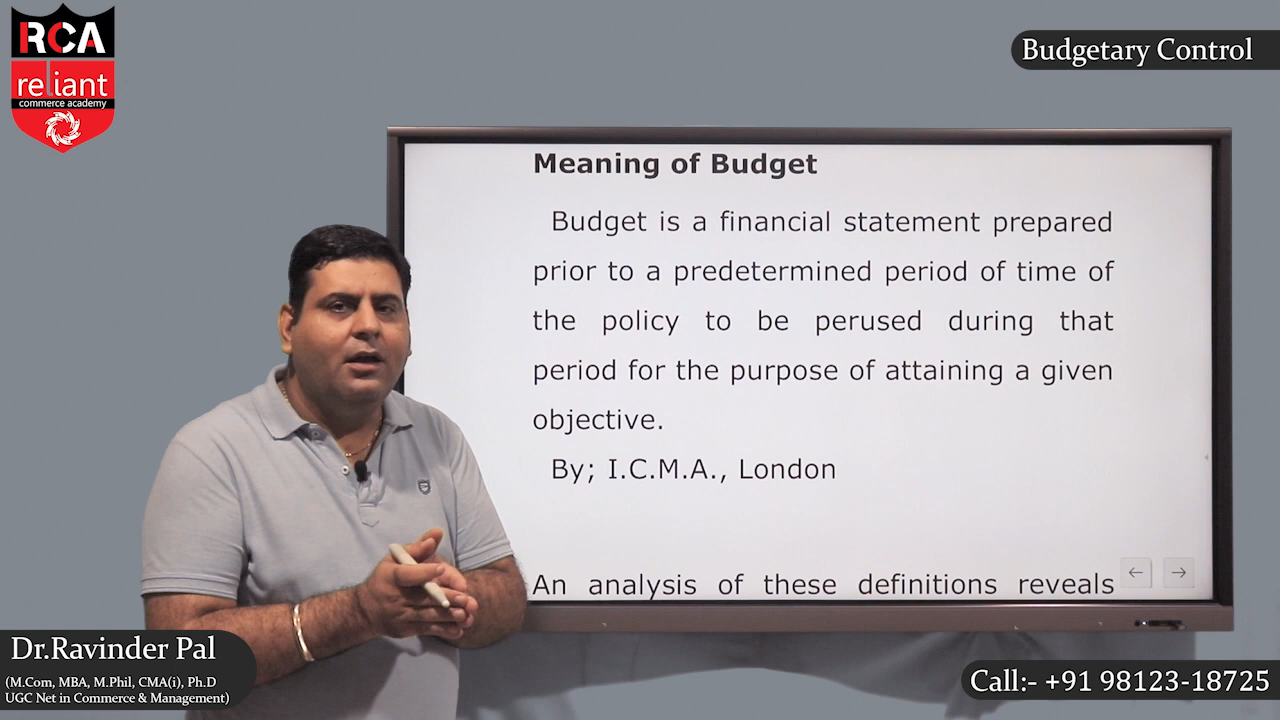 RCA
reliant
commerce academy
Budgetary Control
Meaning of Budget
Budget is a financial statement prepared
prior to a predetermined period of time of
the policy to be perused during that
period for the purpose of attaining a given
objective.
By; I.C.M.A., London
An analysis of these definitions reveals
Dr.Ravinder Pal
(M.Com, MBA, M.Phil, CMA(i), Ph.D
UGC Net in Commerce & Management)
Call:- +91 98123-18725